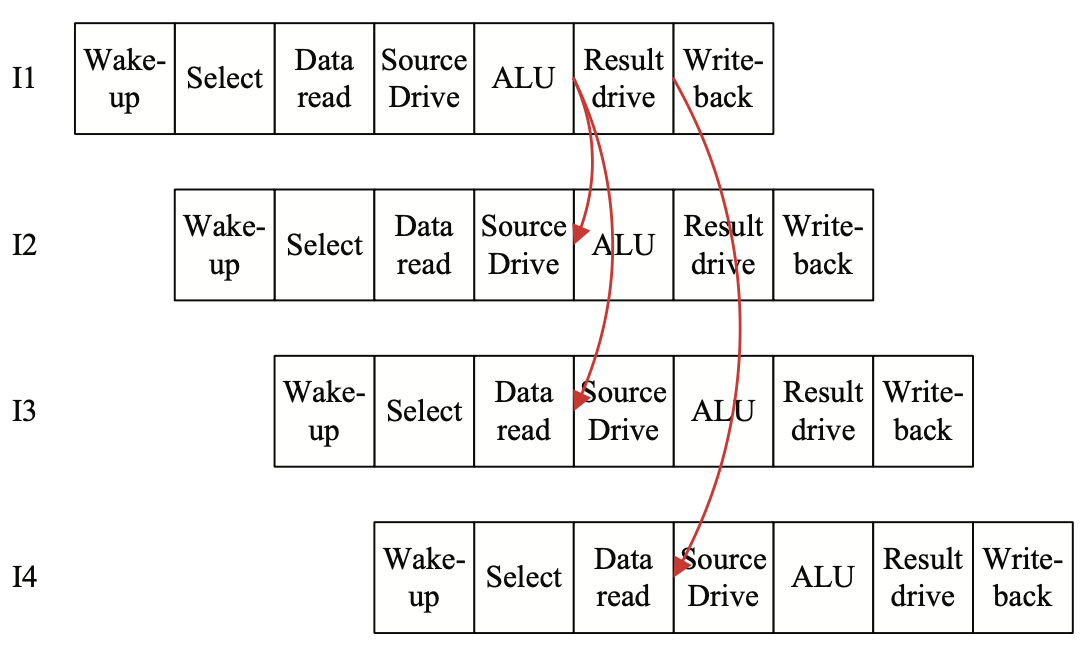 I1
Wake-
up
Select
Data
read
Source
Drive
ALU
Result
drive
Write-
back
I2
Wake-
up
Select
Data
read
Source
Drive
ALU
Result
drive
Write-
back
I3
Wake-
up
Select
Data
read
Source
Drive
ALU
Result
drive
Write-
back
I4
Wake-
up
Select
Data
read
Source
Drive
ALU
Result
drive
Write-
back